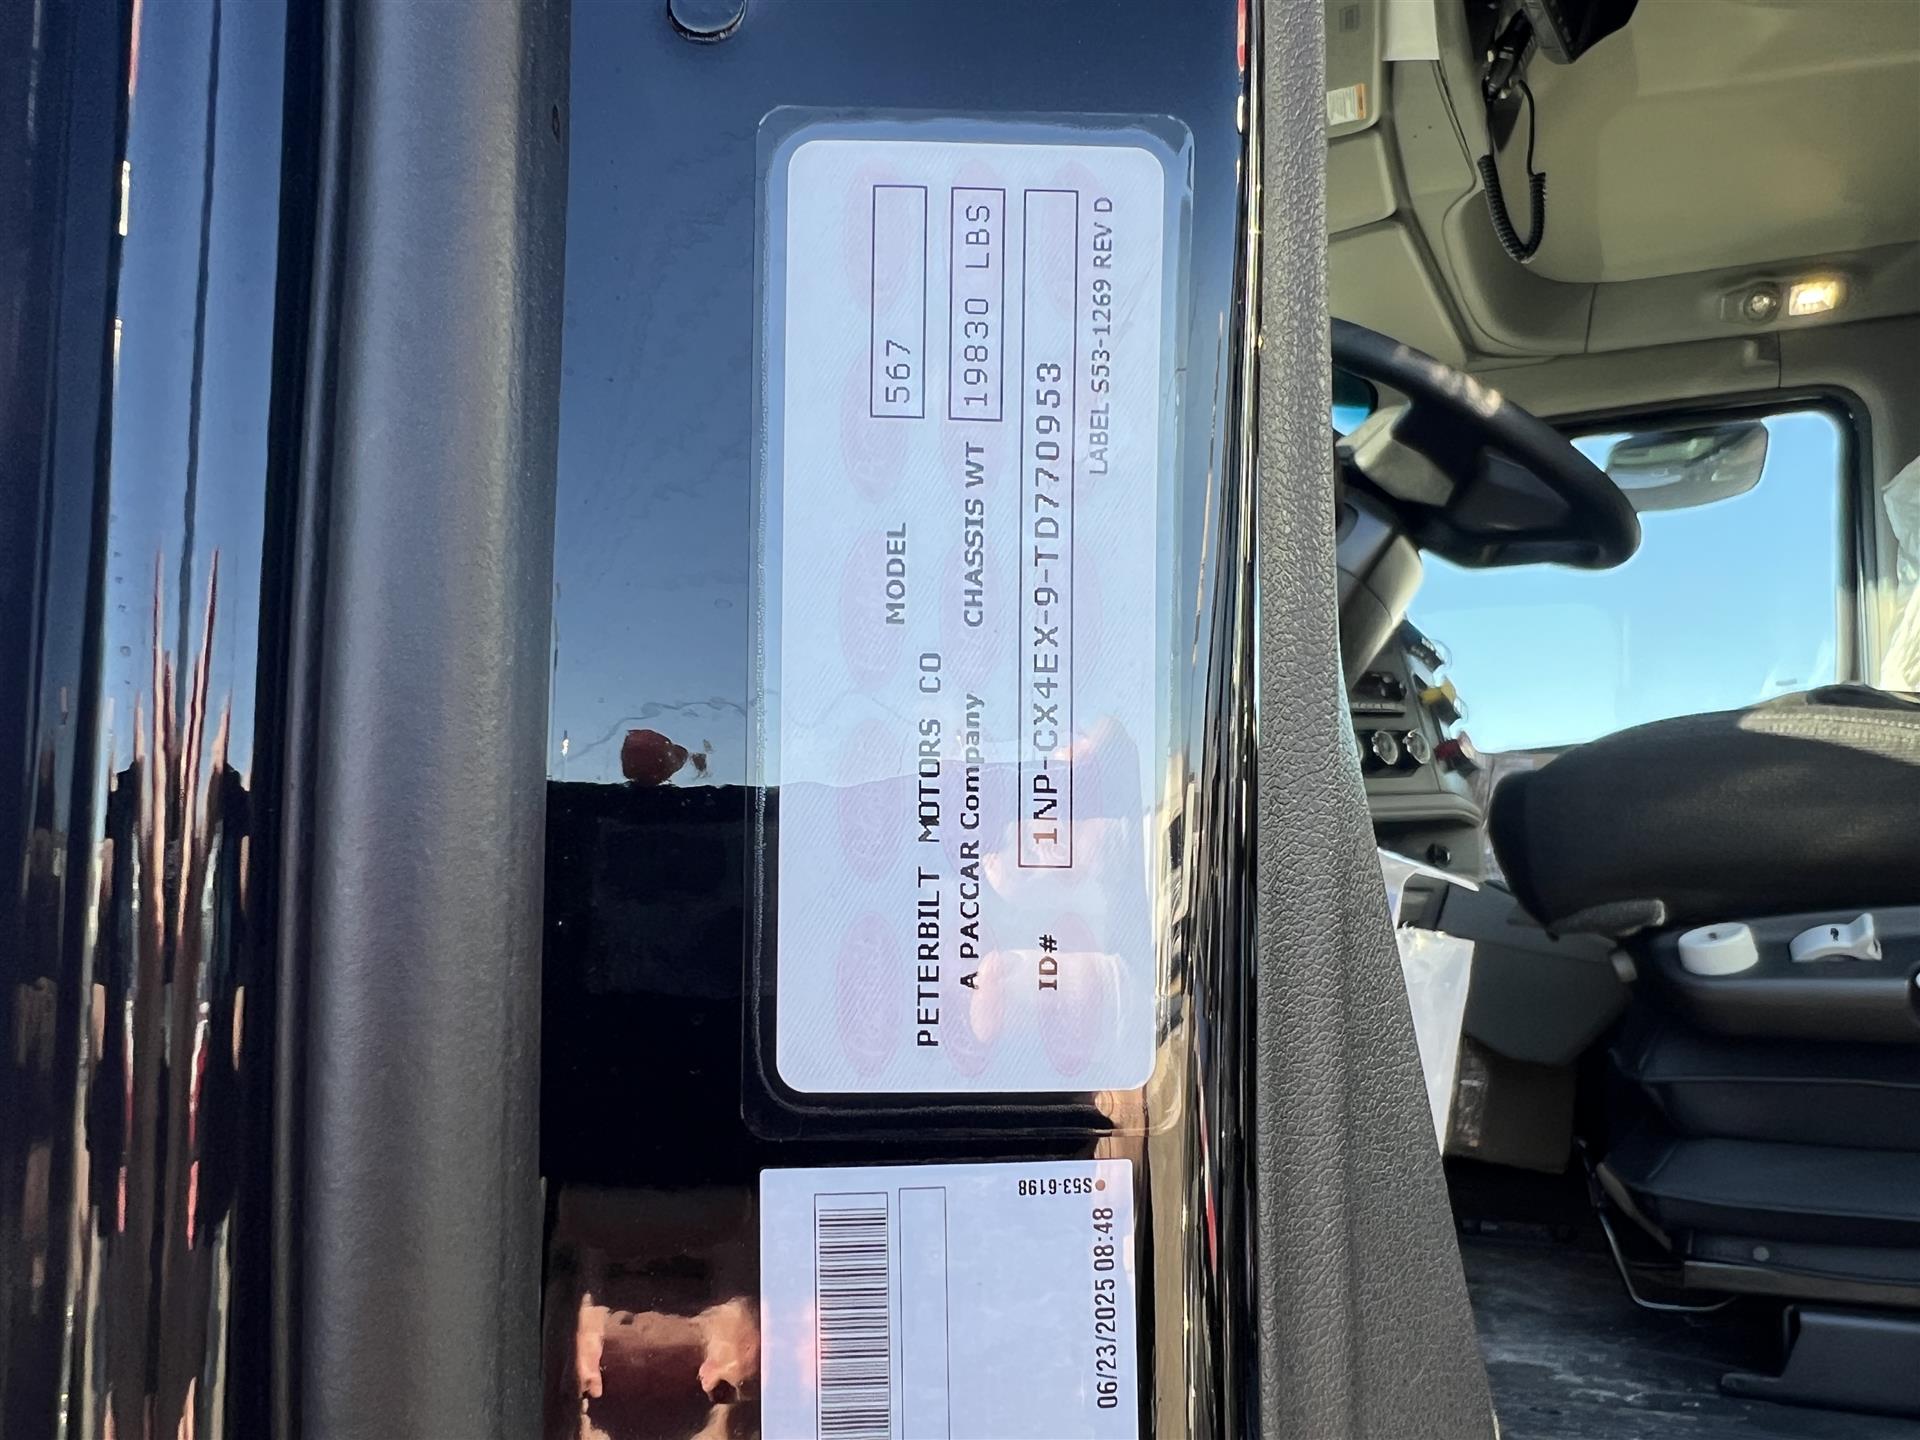 MODEL 567
PETERBILT MOTORS CO
A PACCAR Company CHASSIS WT 19830 LBS
ID# 1NP-CX4EX-9-TD770953
LABEL S53-1269 REV D
S53-6198
06/23/2025 08:48